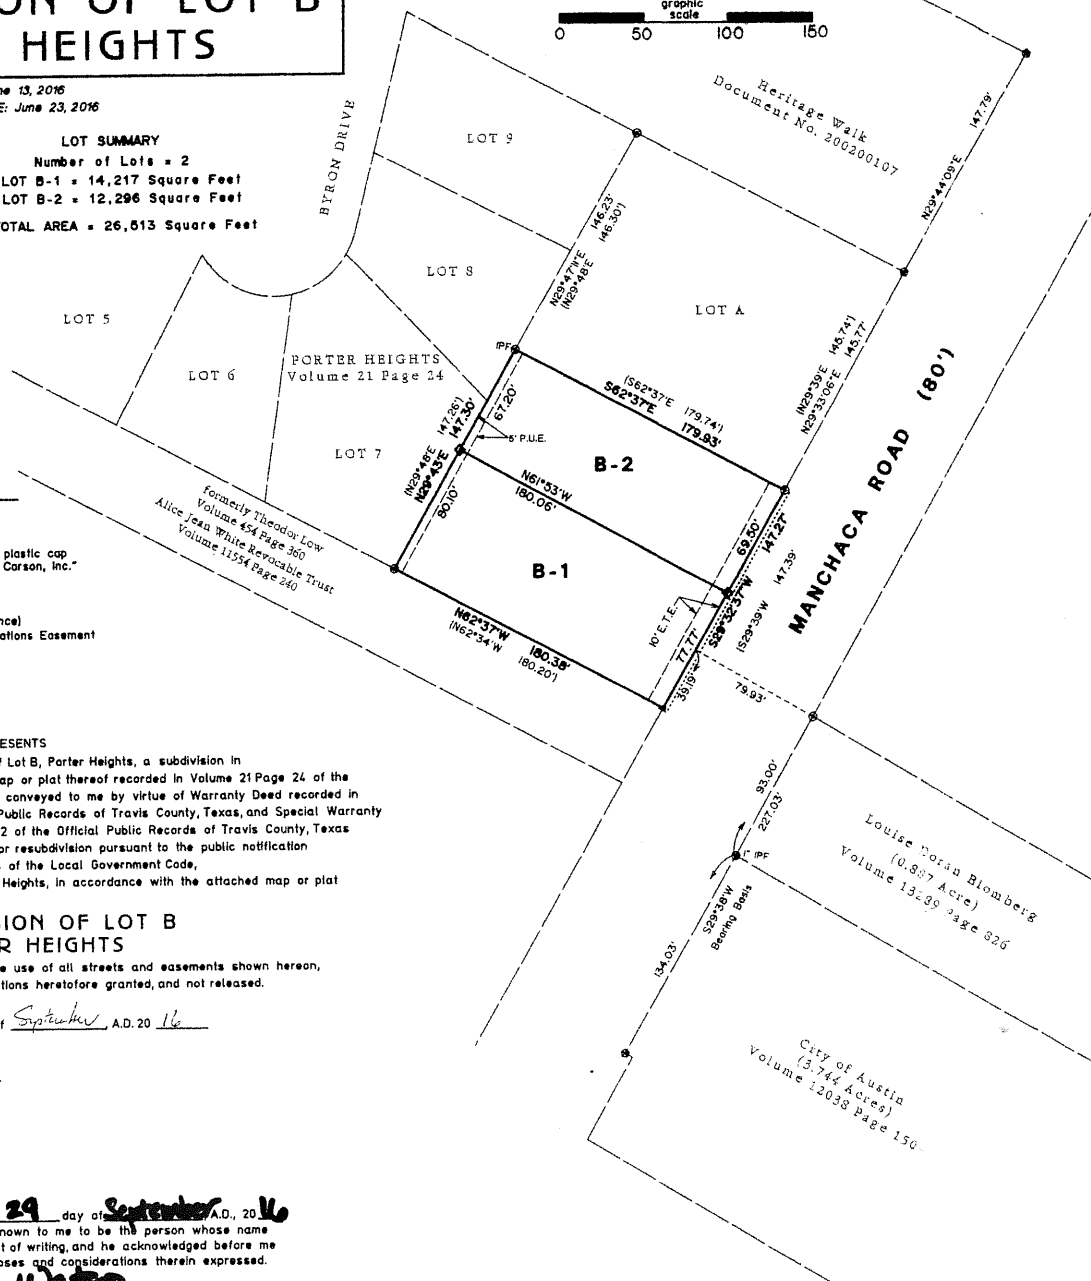 ION OF LOT B
HEIGHTS
ne 13, 2016
E: June 23, 2016
LOT SUMMARY
Number of Lots = 2
LOT B-1 = 14,217 Square Feet
LOT B-2 = 12,296 Square Feet
OTAL AREA = 26,513 Square Feet
graphic
scale
0 50 100 150
BYRON DRIVE
LOT 9
Heritage Walk
Document No. 200200107
147.79'
N29°44'09"E
146.23'
146.30')
N29°47'11"E
(N29°48'E
LOT 8
LOT A
LOT 5
LOT 6
PORTER HEIGHTS
Volume 21 Page 24
LOT 7
IPF
(S62°37'E 179.74')
S62°37'E 179.93'
(N29°39'E 145.74')
N29°33'06"E 145.77'
MANCHACA ROAD (80')
(N29°48'E 147.26')
N29°43'E 147.30'
67.20'
5' P.U.E.
80.10'
B-2
N61°53'W
180.06'
69.50'
147.27'
147.39'
B-1
10' E.T.E.
77.77'
S29°32'37"W
(S29°39'W
39.19'
79.93'
N62°37'W 180.38'
(N62°34'W 180.20')
formerly Theodor Low
Volume 454 Page 360
Alice Jean White Revocable Trust
Volume 11554 Page 240
plastic cap
Carson, Inc."
nce)
ations Easement
93.00'
227.03'
1" IPF
S29°38'W
Bearing Basis
134.03'
Louise Doran Blomberg
(0.887 Acre)
Volume 13289 Page 826
City of Austin
(3.744 Acres)
Volume 12038 Page 150
ESENTS
f Lot B, Porter Heights, a subdivision in
ap or plat thereof recorded in Volume 21 Page 24 of the
conveyed to me by virtue of Warranty Deed recorded in
Public Records of Travis County, Texas, and Special Warranty
2 of the Official Public Records of Travis County, Texas
or resubdivision pursuant to the public notification
of the Local Government Code,
Heights, in accordance with the attached map or plat
SION OF LOT B
R HEIGHTS
e use of all streets and easements shown hereon,
tions heretofore granted, and not released.
f September, A.D. 20 16
29 day of September A.D., 20 16
nown to me to be the person whose name
t of writing, and he acknowledged before me
oses and considerations therein expressed.